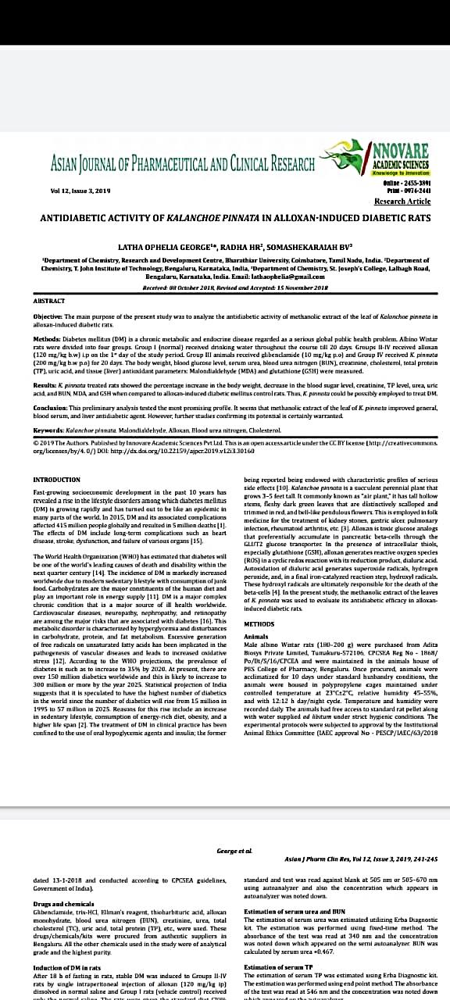 ASIAN JOURNAL OF PHARMACEUTICAL AND CLINICAL RESEARCH
NNOVARE
ACADEMIC SCIENCES
Knowledge to Innovation
Vol 12, Issue 3, 2019
Online - 2455-3891
Print - 0974-2441
Research Article
ANTIDIABETIC ACTIVITY OF KALANCHOE PINNATA IN ALLOXAN-INDUCED DIABETIC RATS
LATHA OPHELIA GEORGE¹*, RADHA HR², SOMASHEKARAIAH BV³
¹Department of Chemistry, Research and Development Centre, Bharathiar University, Coimbatore, Tamil Nadu, India. ²Department of
Chemistry, T. John Institute of Technology, Bengaluru, Karnataka, India, ³Department of Chemistry, St. Joseph's College, Lalbagh Road,
Bengaluru, Karnataka, India. Email: lathaophelia@gmail.com
Received: 08 October 2018, Revised and Accepted: 15 November 2018
ABSTRACT
Objective: The main purpose of the present study was to analyze the antidiabetic activity of methanolic extract of the leaf of Kalanchoe pinnata in
alloxan-induced diabetic rats.
Methods: Diabetes mellitus (DM) is a chronic metabolic and endocrine disease regarded as a serious global public health problem. Albino Wistar
rats were divided into four groups. Group I (normal) received drinking water throughout the course till 20 days. Groups II-IV received alloxan
(120 mg/kg b.w) i.p on the 1st day of the study period. Group III animals received glibenclamide (10 mg/kg p.o) and Group IV received K. pinnata
(200 mg/kg b.w p.o) for 20 days. The body weight, blood glucose level, serum urea, blood urea nitrogen (BUN), creatinine, cholesterol, total protein
(TP), uric acid, and tissue (liver) antioxidant parameters: Malondialdehyde (MDA) and glutathione (GSH) were measured.
Results: K. pinnata treated rats showed the percentage increase in the body weight, decrease in the blood sugar level, creatinine, TP level, urea, uric
acid, and BUN, MDA, and GSH when compared to alloxan-induced diabetic mellitus control rats. Thus, K. pinnata could be possibly employed to treat DM.
Conclusion: This preliminary analysis tested the most promising profile. It seems that methanolic extract of the leaf of K. pinnata improved general,
blood serum, and liver antidiabetic agent. However, further studies confirming its potential is certainly warranted.
Keywords: Kalanchoe pinnata, Malondialdehyde, Alloxan, Blood urea nitrogen, Cholesterol.
© 2019 The Authors. Published by Innovare Academic Sciences Pvt Ltd. This is an open access article under the CC BY license (http://creativecommons.
org/licenses/by/4. 0/) DOI: http://dx.doi.org/10.22159/ajpcr.2019.v12i3.30160
INTRODUCTION
Fast-growing socioeconomic development in the past 10 years has
revealed a rise in the lifestyle disorders among which diabetes mellitus
(DM) is growing rapidly and has turned out to be like an epidemic in
many parts of the world. In 2015, DM and its associated complications
affected 415 million people globally and resulted in 5 million deaths [1].
The effects of DM include long-term complications such as heart
disease, stroke, dysfunction, and failure of various organs [15].
The World Health Organization (WHO) has estimated that diabetes will
be one of the world's leading causes of death and disability within the
next quarter century [14]. The incidence of DM is markedly increased
worldwide due to modern sedentary lifestyle with consumption of junk
food. Carbohydrates are the major constituents of the human diet and
play an important role in energy supply [11]. DM is a major complex
chronic condition that is a major source of ill health worldwide.
Cardiovascular diseases, neuropathy, nephropathy, and retinopathy
are among the major risks that are associated with diabetes [16]. This
metabolic disorder is characterized by hyperglycemia and disturbances
in carbohydrate, protein, and fat metabolism. Excessive generation
of free radicals on unsaturated fatty acids has been implicated in the
pathogenesis of vascular diseases and leads to increased oxidative
stress [12]. According to the WHO projections, the prevalence of
diabetes is such as to increase to 35% by 2020. At present, there are
over 150 million diabetics worldwide and this is likely to increase to
300 million or more by the year 2025. Statistical projection of India
suggests that it is speculated to have the highest number of diabetics
in the world since the number of diabetics will rise from 15 million in
1995 to 57 million in 2025. Reasons for this rise include an increase
in sedentary lifestyle, consumption of energy-rich diet, obesity, and a
higher life span [2]. The treatment of DM in clinical practice has been
confined to the use of oral hypoglycemic agents and insulin; the former
being reported being endowed with characteristic profiles of serious
side effects [10]. Kalanchoe pinnata is a succulent perennial plant that
grows 3–5 feet tall. It commonly known as "air plant," it has tall hollow
stems, fleshy dark green leaves that are distinctively scalloped and
trimmed in red, and bell-like pendulous flowers. This is employed in folk
medicine for the treatment of kidney stones, gastric ulcer, pulmonary
infection, rheumatoid arthritis, etc. [3]. Alloxan is toxic glucose analogs
that preferentially accumulate in pancreatic beta-cells through the
GLUT2 glucose transporter. In the presence of intracellular thiols,
especially glutathione (GSH), alloxan generates reactive oxygen species
(ROS) in a cyclic redox reaction with its reduction product, dialuric acid.
Autoxidation of dialuric acid generates superoxide radicals, hydrogen
peroxide, and, in a final iron-catalyzed reaction step, hydroxyl radicals.
These hydroxyl radicals are ultimately responsible for the death of the
beta-cells [4]. In the present study, the methanolic extract of the leaves
of K. pinnata was used to evaluate its antidiabetic efficacy in alloxan-
induced diabetic rats.
METHODS
Animals
Male albino Wistar rats (180–200 g) were purchased from Adita
Biosys Private Limited, Tumakuru-572106, CPCSEA Reg No - 1868/
Po/Bt/S/16/CPCEA and were maintained in the animals house of
PES College of Pharmacy, Bengaluru. Once procured, animals were
acclimatized for 10 days under standard husbandry conditions, the
animals were housed in polypropylene cages maintained under
controlled temperature at 23°C±2°C, relative humidity 45–55%,
and with 12:12 h day/night cycle. Temperature and humidity were
recorded daily The animals had free access to standard rat pellet along
with water supplied ad libitum under strict hygienic conditions. The
experimental protocols were subjected to approval by the Institutional
Animal Ethics Committee (IAEC approval No - PESCP/IAEC/63/2018
George et al.
Asian J Pharm Clin Res, Vol 12, Issue 3, 2019, 241-245
dated 13-1-2018 and conducted according to CPCSEA guidelines,
Government of India).
Drugs and chemicals
Glibenclamide, tris-HCl, Ellman's reagent, thiobarbituric acid, alloxan
monohydrate, blood urea nitrogen (BUN), creatinine, urea, total
cholesterol (TC), uric acid, total protein (TP), etc., were used. These
drugs/chemicals/kits were procured from authentic suppliers in
Bengaluru. All the other chemicals used in the study were of analytical
grade and the highest purity.
Induction of DM in rats
After 18 h of fasting in rats, stable DM was induced to Groups II-IV
rats by single intraperitoneal injection of alloxan (120 mg/kg ip)
dissolved in normal saline and Group I rats (vehicle control) received
only the normal saline. The rats were given the standard diet
standard and test was read against blank at 505 nm or 505–670 nm
using autoanalyzer and also the concentration which appears in
autoanalyzer was noted down.
Estimation of serum urea and BUN
The estimation of serum urea was estimated utilizing Erba Diagnostic
kit. The estimation was performed using fixed-time method. The
absorbance of the test was read at 340 nm and the concentration
was noted down which appeared on the semi autoanalyzer. BUN was
calculated by serum urea ×0.467.
Estimation of serum TP
The estimation of serum TP was estimated using Erba Diagnostic kit.
The estimation was performed using end point method. The absorbance
of the test was read at 546 nm and the concentration was noted down
which appeared on the autoanalyzer.